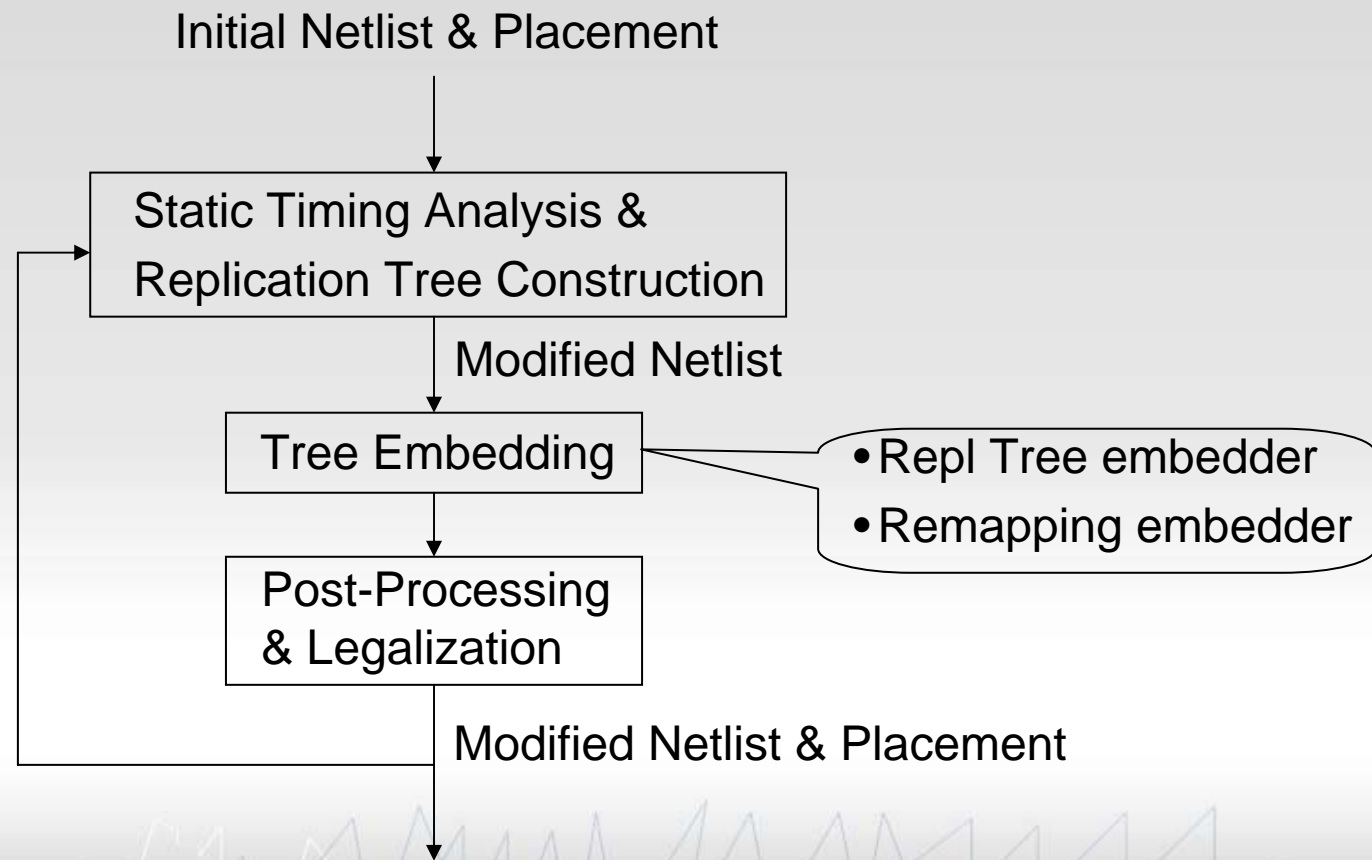 Initial Netlist & Placement
Static Timing Analysis &
Replication Tree Construction
Modified Netlist
Tree Embedding
•Repl Tree embedder
•Remapping embedder
Post-Processing
& Legalization
Modified Netlist & Placement